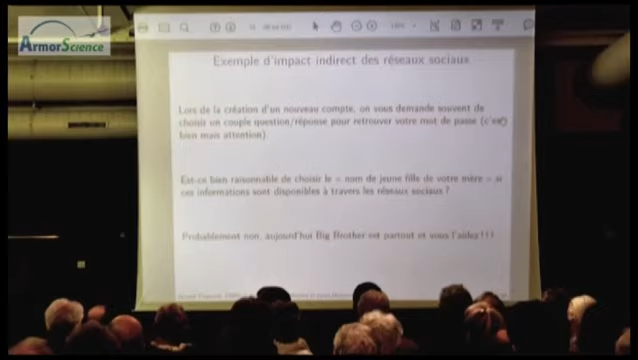 ArmorScience
Exemple d'impact indirect des réseaux sociaux
Lors de la création d'un nouveau compte, on vous demande souvent de
choisir un couple question/réponse pour retrouver votre mot de passe (c'est
bien mais attention)
Est-ce bien raisonnable de choisir le « nom de jeune fille de votre mère » si
ces informations sont disponibles à travers les réseaux sociaux ?
Probablement non, aujourd'hui Big Brother est partout et vous l'aidez!!!